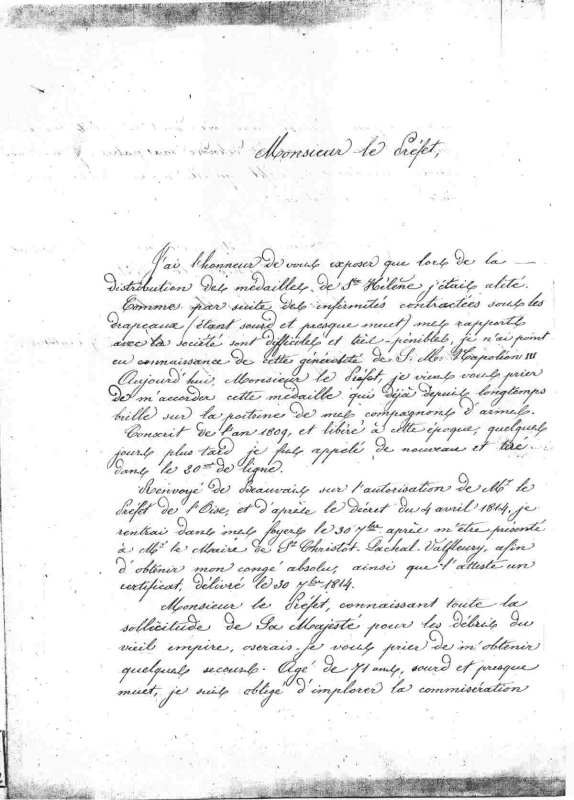 Monsieur le Préfet,
J'ai l'honneur de vous exposer que lors de la
distribution des médailles de Ste Hélène j'étais alité.
Comme par suite des infirmités contractées sous les
drapeaux (étant sourd et presque muet) mes rapports
avec la société sont difficiles et très-pénibles, je n'ai point
eu connaissance de cette générosité de S. M. Napoléon III
Aujourd'hui, Monsieur le Préfet, je viens vous prier
de m'accorder cette médaille qui déjà depuis longtemps
brille sur la poitrine de mes compagnons d'armes.
Conscrit de l'an 1809, et libéré à cette époque, quelques
jours plus tard je fus appelé de nouveau et
dans le 30me de ligne.
Renvoyé de Beauvais sur l'autorisation de Mr le
Préfet de l'Oise, et d'après le décret du 4 avril 1814, je
rentrai dans mes foyers le 30 7bre après m'être présenté
à Mr le Maire de St Christôt-Lachal-Valfleury, afin
d'obtenir mon congé absolu, ainsi que l'atteste un
certificat, délivré le 30 7bre 1814.
Monsieur le Préfet, connaissant toute la
sollicitude de Sa Majesté pour les débris du
vieil empire, oserais-je vous prier de m'obtenir
quelques secours. Agé de 71 ans, sourd et presque
muet, je suis obligé d'implorer la commisération